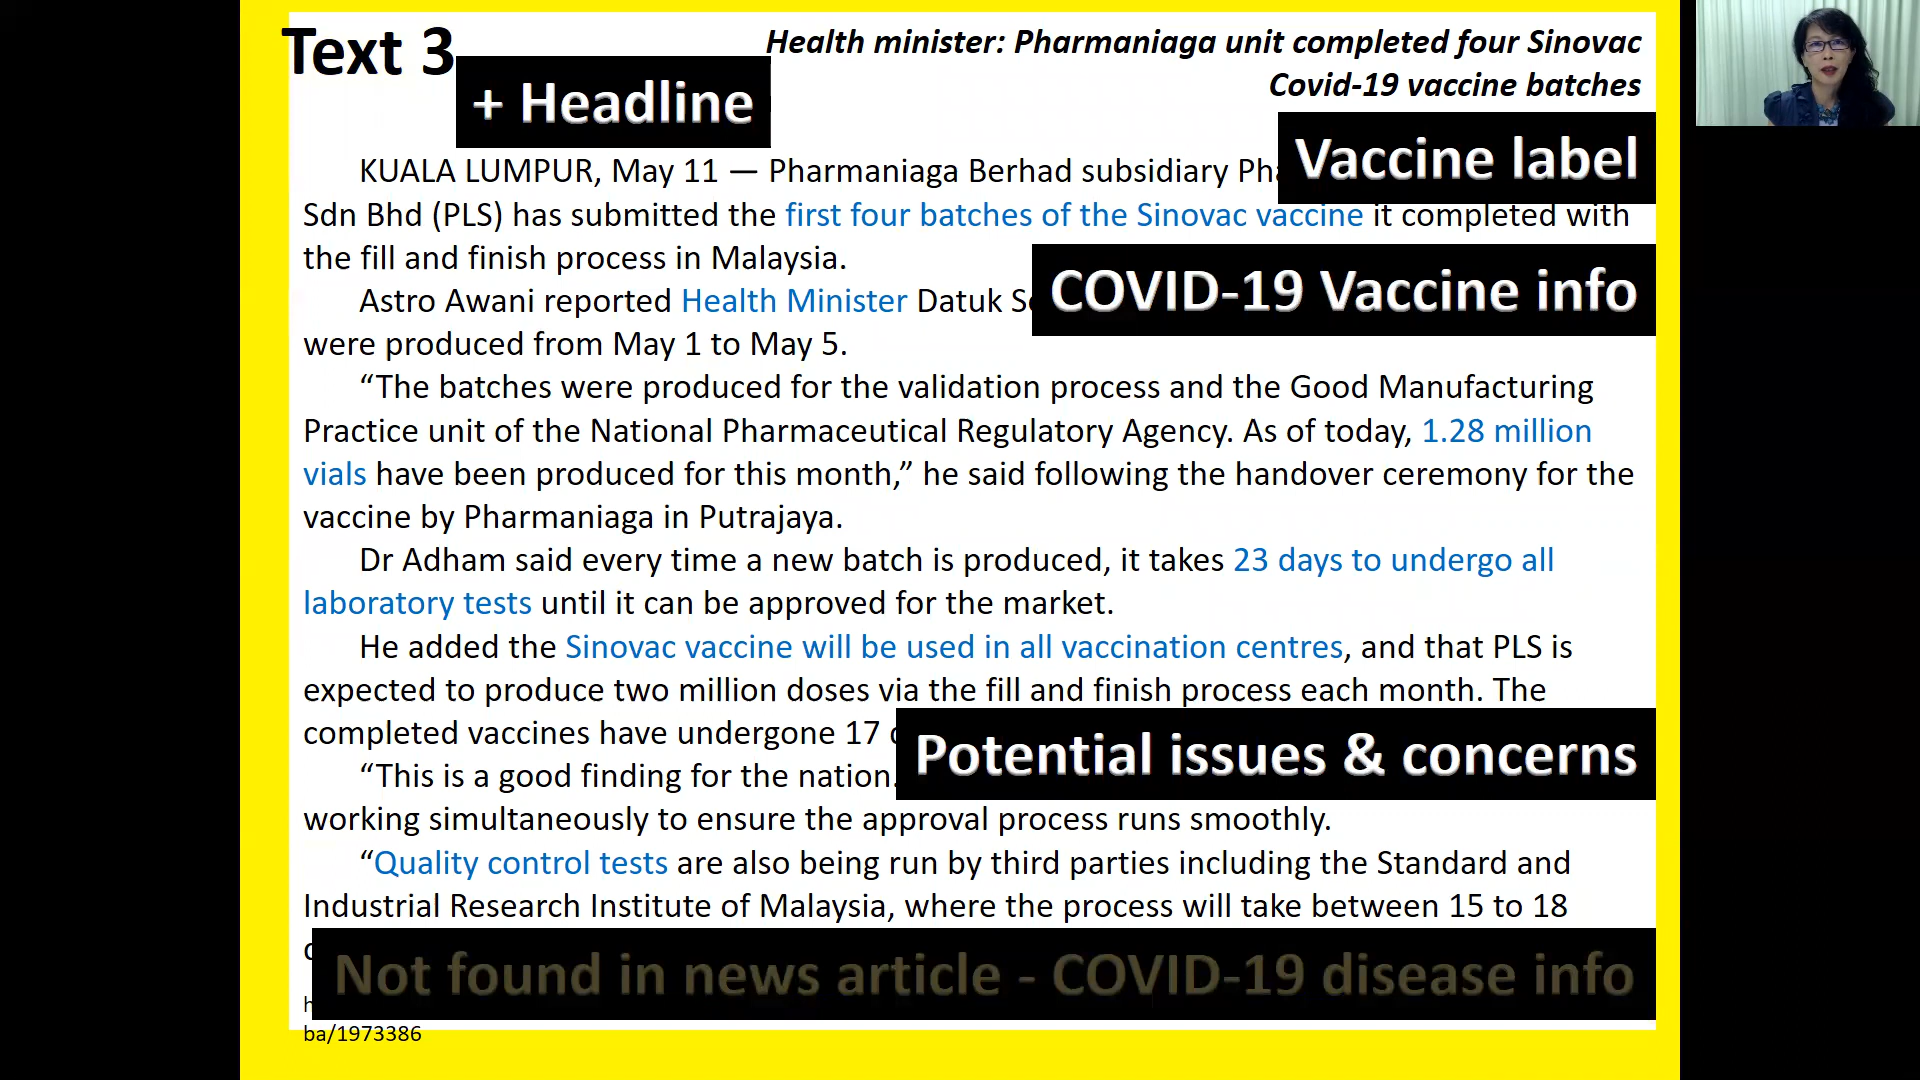 Text 3
Health minister: Pharmaniaga unit completed four Sinovac
Covid-19 vaccine batches
+ Headline
Vaccine label
KUALA LUMPUR, May 11 — Pharmaniaga Berhad subsidiary
Sdn Bhd (PLS) has submitted the first four batches of the Sinovac vaccine it completed with
the fill and finish process in Malaysia.
COVID-19 Vaccine info
Astro Awani reported Health Minister Datuk
were produced from May 1 to May 5.
“The batches were produced for the validation process and the Good Manufacturing
Practice unit of the National Pharmaceutical Regulatory Agency. As of today, 1.28 million
vials have been produced for this month,” he said following the handover ceremony for the
vaccine by Pharmaniaga in Putrajaya.
Dr Adham said every time a new batch is produced, it takes 23 days to undergo all
laboratory tests until it can be approved for the market.
He added the Sinovac vaccine will be used in all vaccination centres, and that PLS is
expected to produce two million doses via the fill and finish process each month. The
completed vaccines have undergone 17
Potential issues & concerns
“This is a good finding for the nation.
working simultaneously to ensure the approval process runs smoothly.
“Quality control tests are also being run by third parties including the Standard and
Industrial Research Institute of Malaysia, where the process will take between 15 to 18
Not found in news article - COVID-19 disease info
ba/1973386